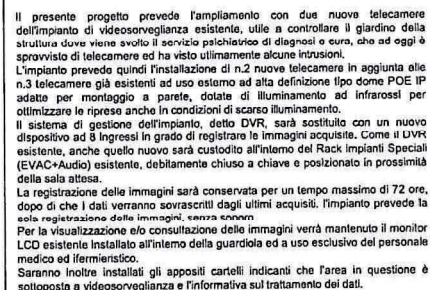 Il presente progetto prevede l'ampliamento con due nuove telecamere
dell'impianto di videosorveglianza esistente, utile a controllare il giardino della
struttura dove viene svolto il servizio psichiatrico di diagnosi e cura, che ad oggi è
sprovvisto di telecamere ed ha visto ultimamente alcune intrusioni.
L'impianto prevede quindi l'installazione di n.2 nuove telecamere in aggiunta alle
n.3 telecamere già esistenti ad uso esterno ad alta definizione tipo dome POE IP
adatte per montaggio a parete, dotate di illuminamento ad infrarossi per
ottimizzare le riprese anche in condizioni di scarso illuminamento.
Il sistema di gestione dell'impianto, detto DVR, sarà sostituito con un nuovo
dispositivo ad 8 ingressi in grado di registrare le immagini acquisite. Come il DVR
esistente, anche quello nuovo sarà custodito all'interno del Rack Impianti Speciali
(EVAC+Audio) esistente, debitamente chiuso a chiave e posizionato in prossimità
della sala attesa.
La registrazione delle immagini sarà conservata per un tempo massimo di 72 ore,
dopo di che i dati verranno sovrascritti dagli ultimi acquisiti. l'impianto prevede la
sola registrazione delle immagini, senza sonoro
Per la visualizzazione e/o consultazione delle immagini verrà mantenuto il monitor
LCD esistente installato all'interno della guardiola ed a uso esclusivo del personale
medico ed ifermieristico.
Saranno inoltre installati gli appositi cartelli indicanti che l'area in questione è
sottoposta a videosorveglianza e l'informativa sul trattamento dei dati.